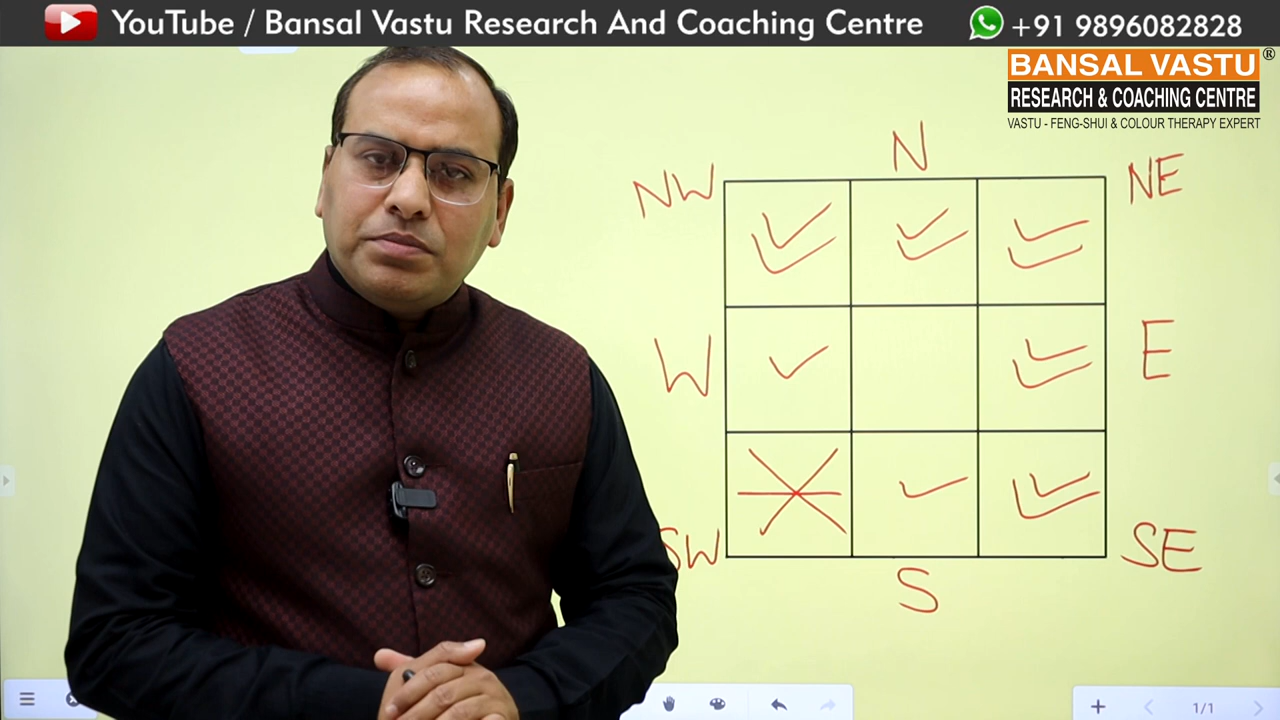 YouTube / Bansal Vastu Research And Coaching Centre
+91 9896082828
BANSAL VASTU®
RESEARCH & COACHING CENTRE
VASTU - FENG-SHUI & COLOUR THERAPY EXPERT
NW N NE
W E
SW S SE
1/1